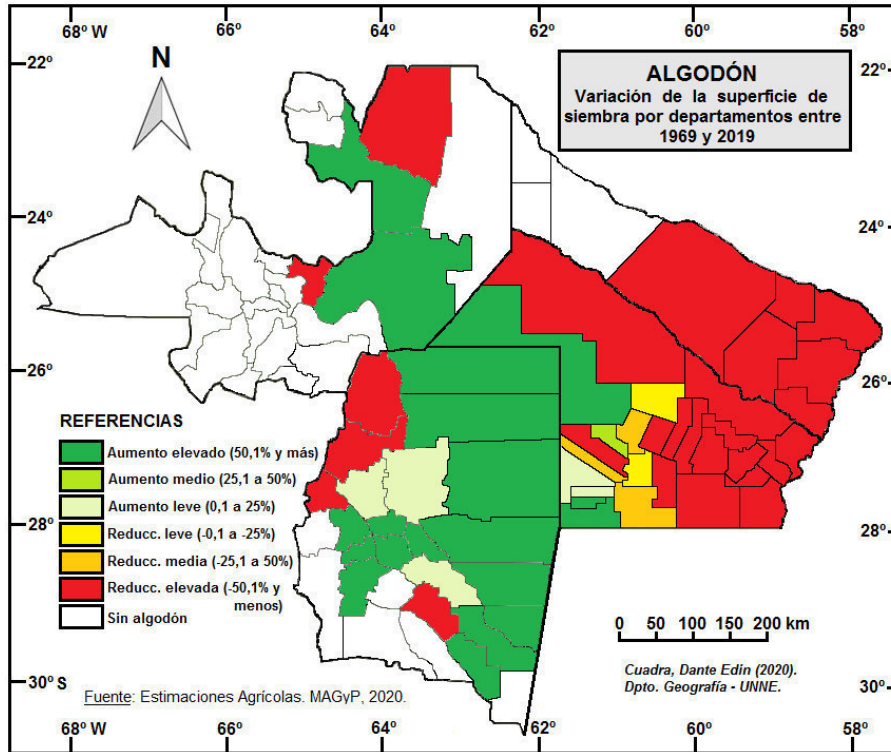 68º W
66º
64º
62º
60º
58º
22º
22º
N
ALGODÓN
Variación de la superficie de
siembra por departamentos entre
1969 y 2019
24º
24º
26º
26º
REFERENCIAS
Aumento elevado (50,1% y más)
Aumento medio (25,1 a 50%)
Aumento leve (0,1 a 25%)
Reducc. leve (-0,1 a -25%)
Reducc. media (-25,1 a 50%)
Reducc. elevada (-50,1% y
menos)
Sin algodón
28º
28º
0 50 100 150 200 km
Cuadra, Dante Edin (2020).
Dpto. Geografía - UNNE.
30º S
30º
Fuente: Estimaciones Agrícolas. MAGyP, 2020.
68º W
66º
64º
62º
60º
58º